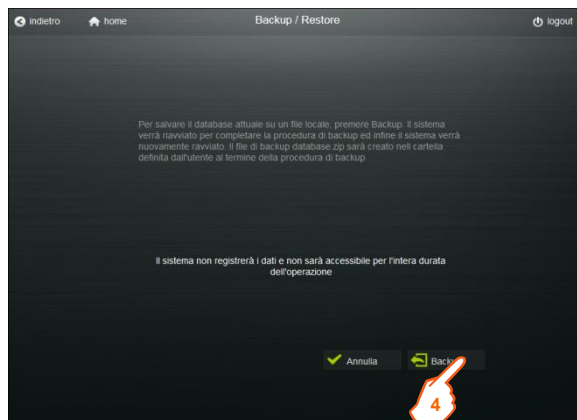 indietro home Backup / Restore logout
Per salvare il database attuale su un file locale, premere Backup. Il sistema
verrà riavviato per completare la procedura di backup ed infine il sistema verrà
nuovamente ravviato. Il file di backup database.zip sarà creato nell cartella
definita dall'utente al termine della procedura di backup
Il sistema non registrerà i dati e non sarà accessibile per l'intera durata
dell'operazione
Annulla Backup
4